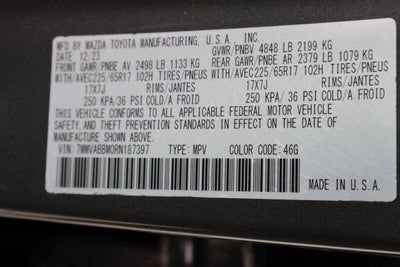 MFD. BY MAZDA TOYOTA MANUFACTURING, U.S.A., INC.
12/23 GVWR/PNBV 4848 LB 2199 KG
FRONT GAWR/PNBE AV 2498 LB 1133 KG REAR GAWR/PNBE AR 2379 LB 1079 KG
WITH/AVEC225/65R17 102H TIRES/PNEUS WITH/AVEC225/65R17 102H TIRES/PNEUS
17X7J RIMS/JANTES 17X7J RIMS/JANTES
250 KPA/36 PSI COLD/A FROID 250 KPA/ 36 PSI COLD/A FROID
THIS VEHICLE CONFORMS TO ALL APPLICABLE FEDERAL MOTOR VEHICLE
SAFETY AND THEFT PREVENTION STANDARDS IN EFFECT ON THE DATE OF
MANUFACTURE SHOWN ABOVE.
VIN: 7MMVABBM0RN187397 TYPE: MPV COLOR CODE: 46G
MADE IN U.S.A.